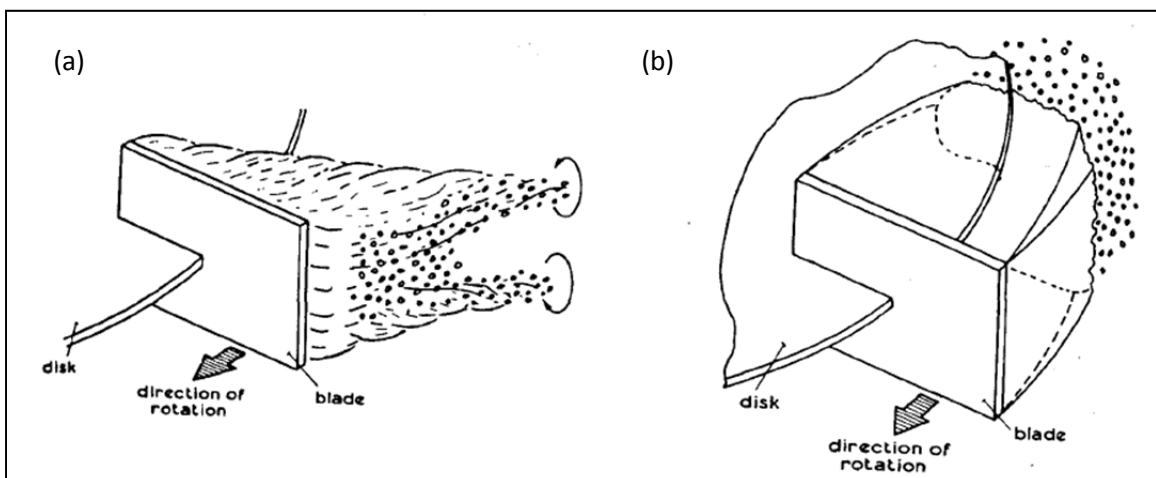 (a)
disk
direction of
rotation
blade
(b)
disk
direction of
rotation
blade